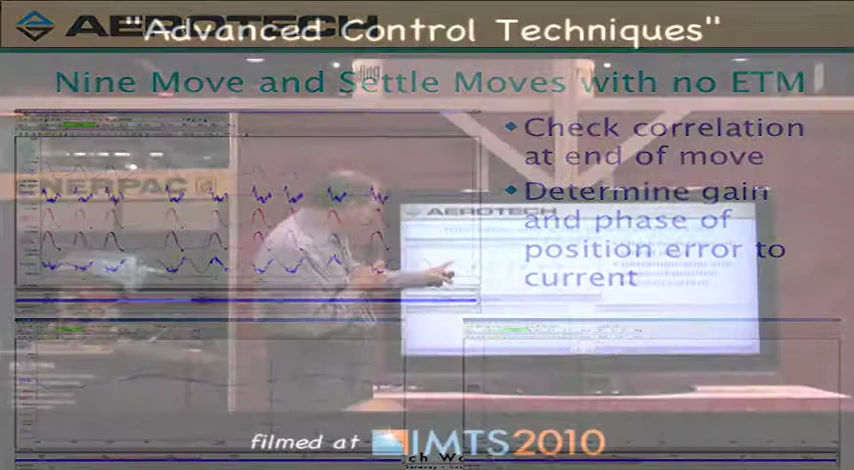 AEROTECH
"Advanced Control Techniques"
Nine Move and Settle Moves with no ETM
Check correlation
at end of move
Determine gain
and phase of
position error to
current
ENERPAC
AEROTECH
filmed at IMTS2010